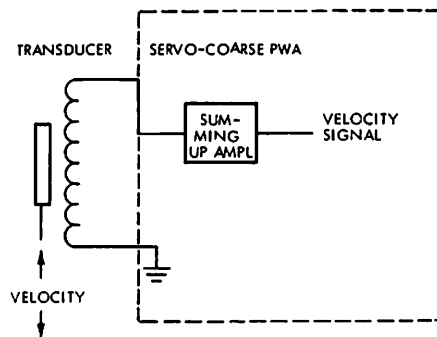 TRANSDUCER
SERVO-COARSE PWA
SUM-
MING
UP AMPL
VELOCITY
SIGNAL
VELOCITY